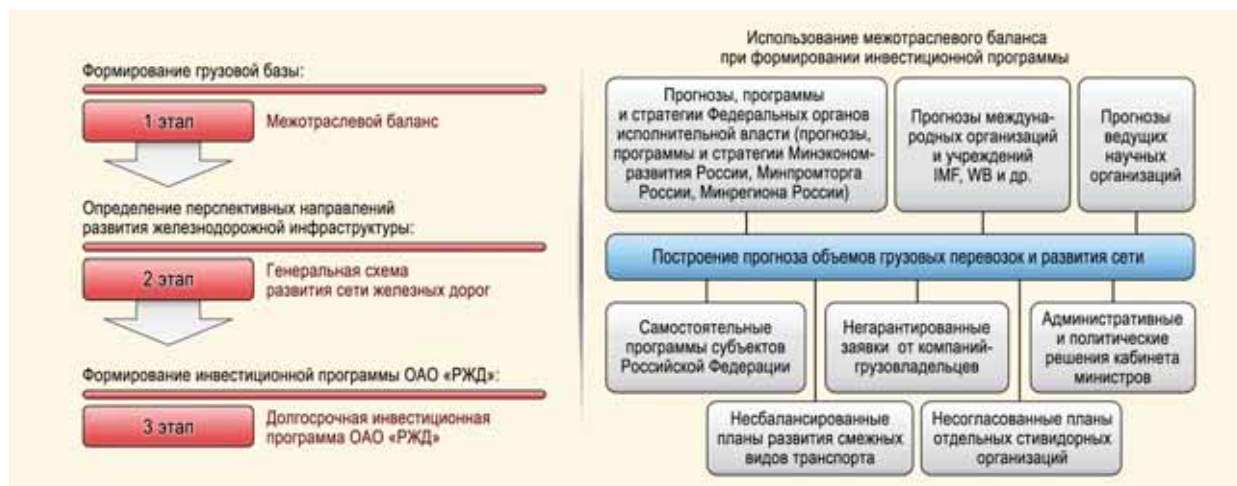 Формирование грузовой базы:
1 этап
Межотраслевой баланс
Определение перспективных направлений
развития железнодорожной инфраструктуры:
2 этап
Генеральная схема
развития сети железных дорог
Формирование инвестиционной программы ОАО «РЖД»:
3 этап
Долгосрочная инвестиционная
программа ОАО «РЖД»
Использование межотраслевого баланса
при формировании инвестиционной программы
Прогнозы, программы
и стратегии Федеральных органов
исполнительной власти (прогнозы,
программы и стратегии Минэконом-
развития России, Минпромторга
России, Минрегиона России)
Прогнозы междуна-
родных организаций
и учреждений
IMF, WB и др.
Прогнозы
ведущих
научных
организаций
Построение прогноза объемов грузовых перевозок и развития сети
Самостоятельные
программы субъектов
Российской Федерации
Негарантированные
заявки от компаний-
грузовладельцев
Административные
и политические
решения кабинета
министров
Несбалансированные
планы развития смежных
видов транспорта
Несогласованные планы
отдельных стивидорных
организаций